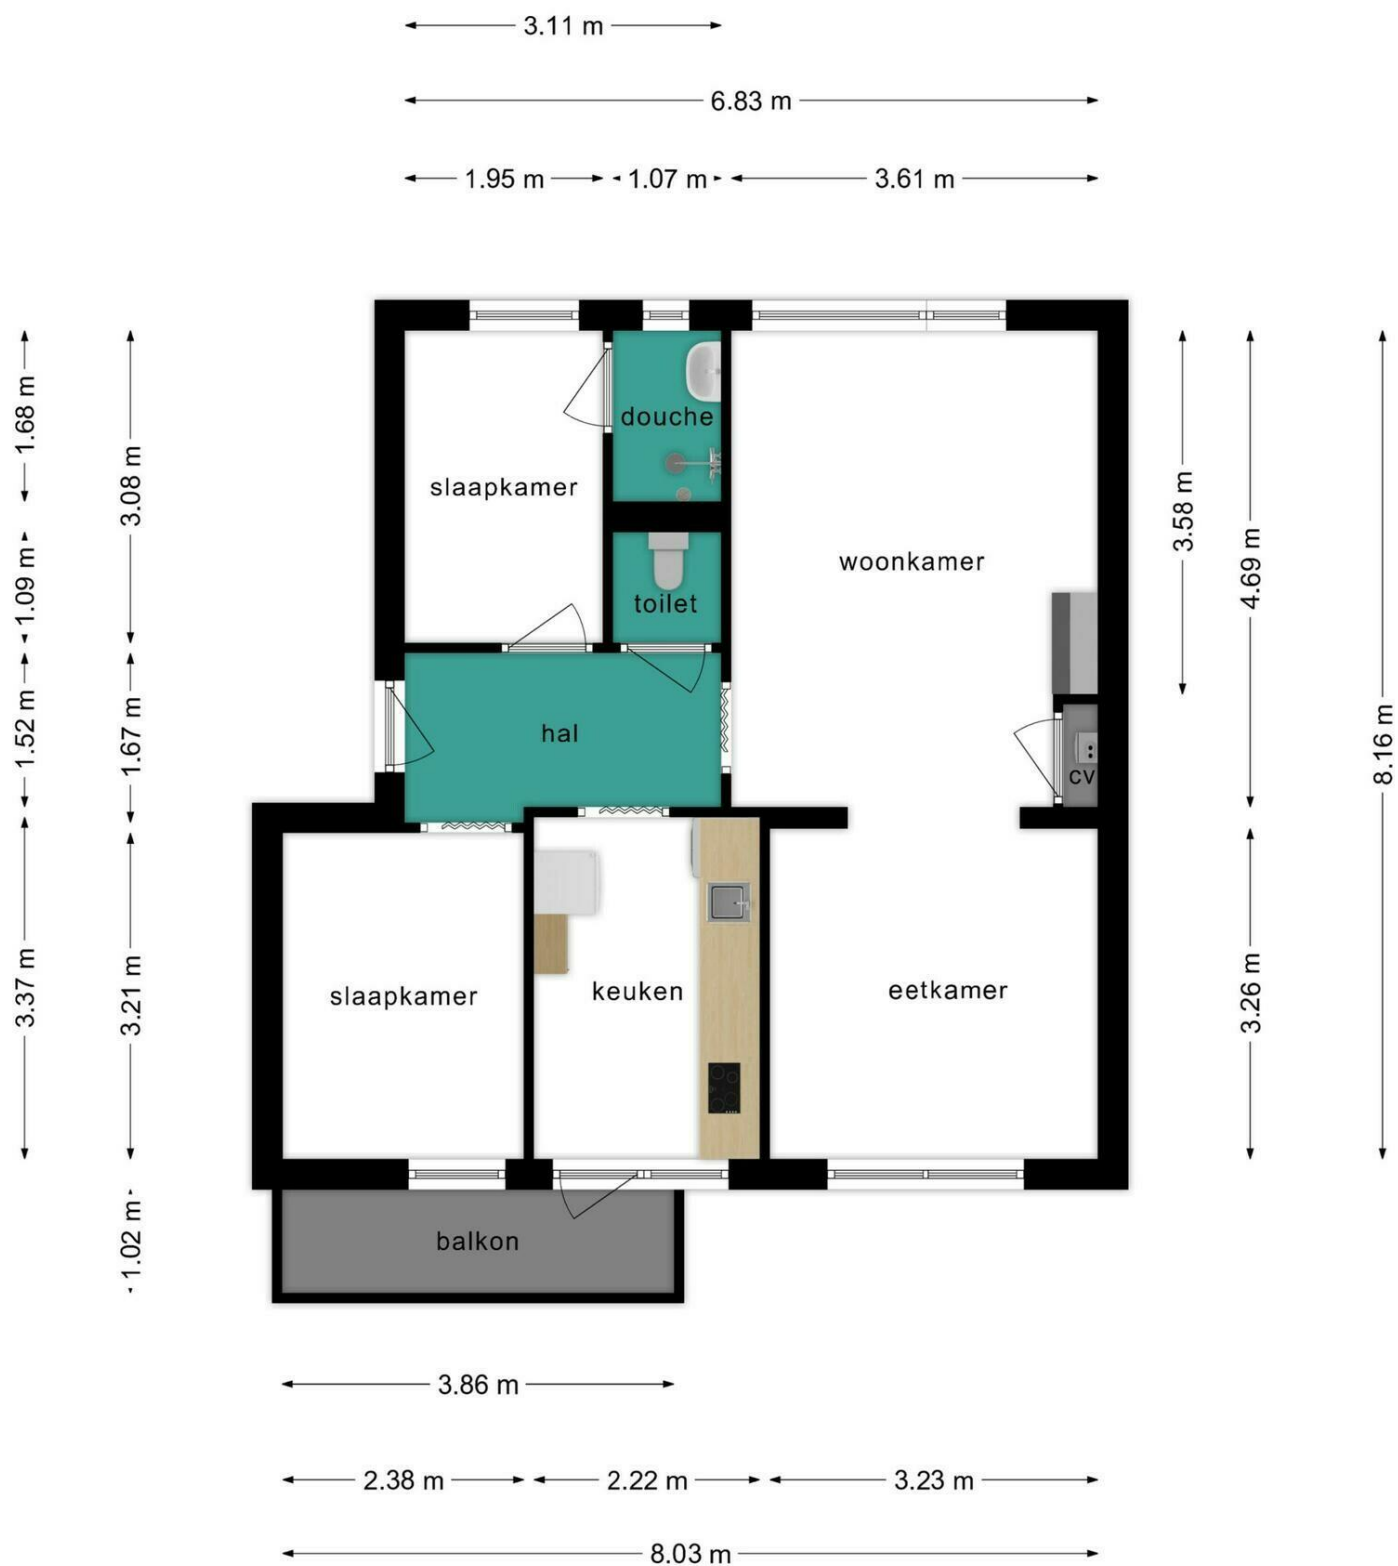 3.11 m
6.83 m
1.95 m
1.07 m
3.61 m
1.68 m
3.08 m
1.09 m
1.52 m
1.67 m
3.37 m
3.21 m
1.02 m
douche
slaapkamer
toilet
woonkamer
hal
cv
slaapkamer
keuken
eetkamer
balkon
3.58 m
4.69 m
8.16 m
3.26 m
3.86 m
2.38 m
2.22 m
3.23 m
8.03 m